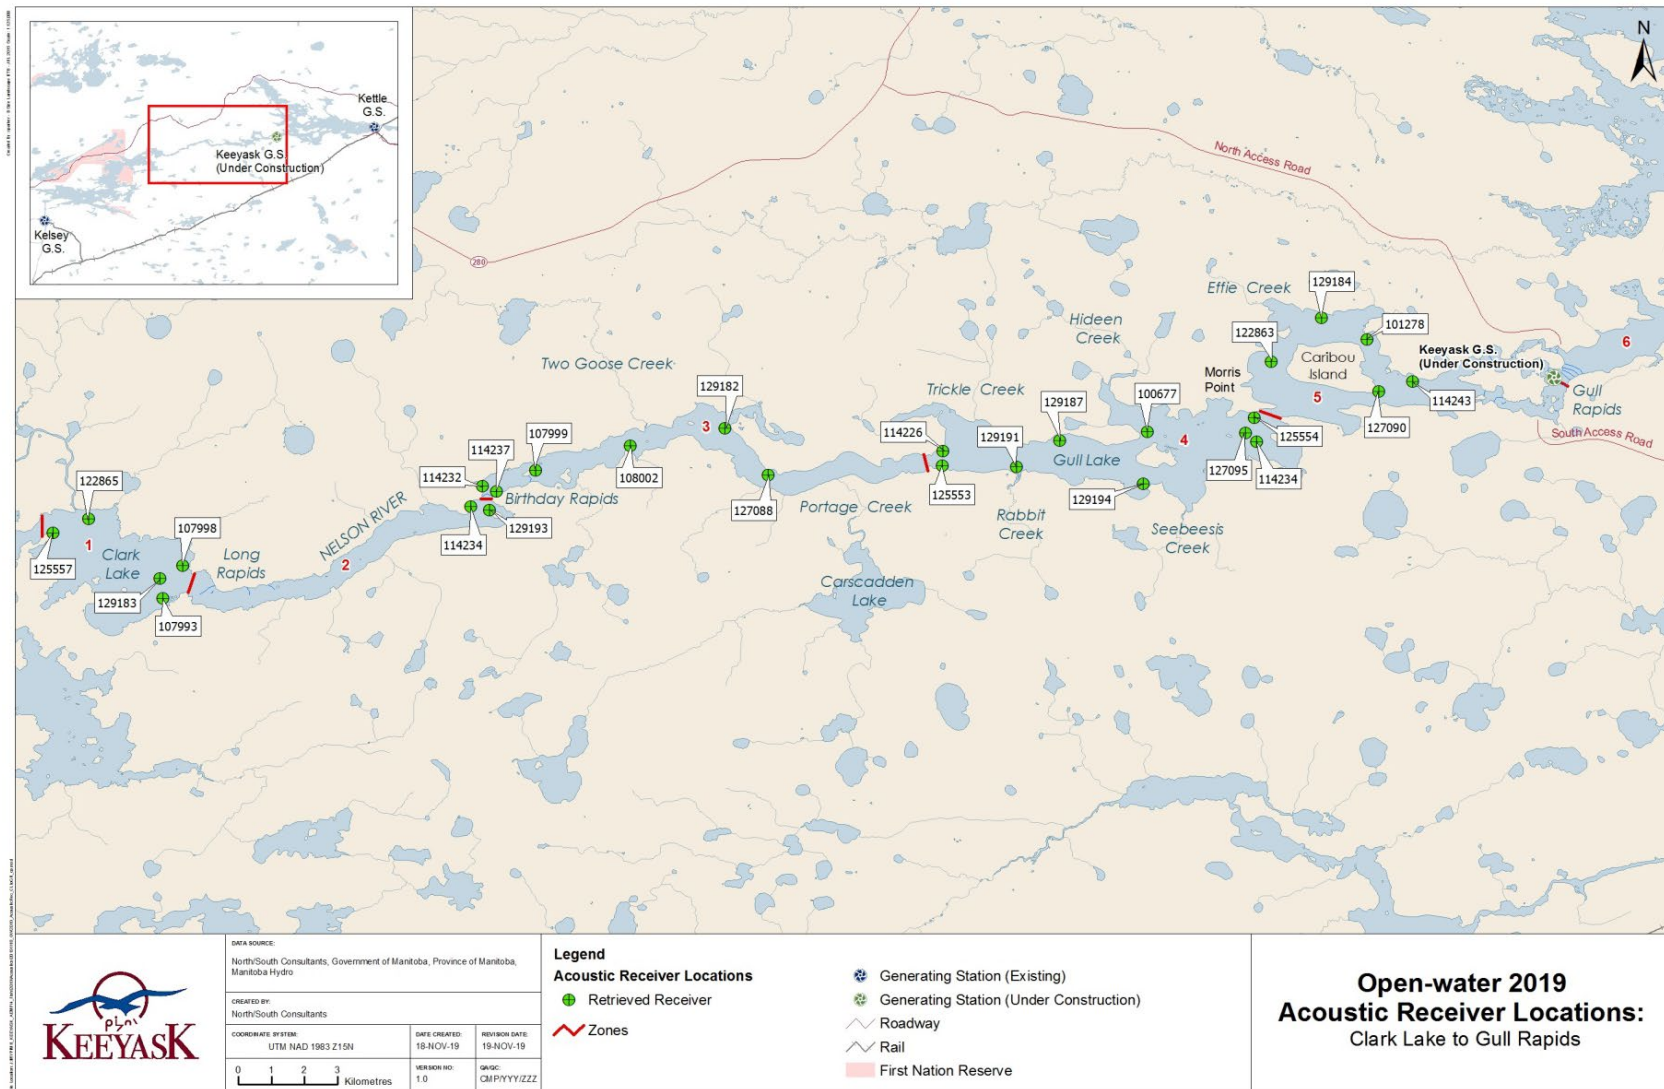 N
Kettle
G.S.
Keeyask G.S.
(Under Construction)
Kelsey
G.S.
280
North Access Road
Effie Creek
129184
101278
122863
Hideen
Creek
Caribou
Island
Keeyask G.S.
(Under Construction)
6
Morris
Point
5
Gull
Rapids
114243
127090
South Access Road
Two Goose Creek
129182
3
Trickle Creek
129187
100677
4
125554
127095
114234
114226
129191
Gull Lake
125553
129194
Rabbit
Creek
Seebeesis
Creek
Portage Creek
127088
108002
107999
114237
114232
Birthday Rapids
129193
114234
NELSON RIVER
2
122865
107998
1
Clark
Lake
Long
Rapids
125557
129183
107993
Carscadden
Lake
KEEYASK
DATA SOURCE:
North/South Consultants, Government of Manitoba, Province of Manitoba,
Manitoba Hydro
CREATED BY:
North/South Consultants
COORDINATE SYSTEM:
UTM NAD 1983 Z15N
DATE CREATED:
18-NOV-19
REVISION DATE:
19-NOV-19
0 1 2 3
Kilometres
VERSION NO:
1.0
QA/QC:
CMP/YYY/ZZZ
Legend
Acoustic Receiver Locations
Retrieved Receiver
Zones
Generating Station (Existing)
Generating Station (Under Construction)
Roadway
Rail
First Nation Reserve
Open-water 2019
Acoustic Receiver Locations:
Clark Lake to Gull Rapids